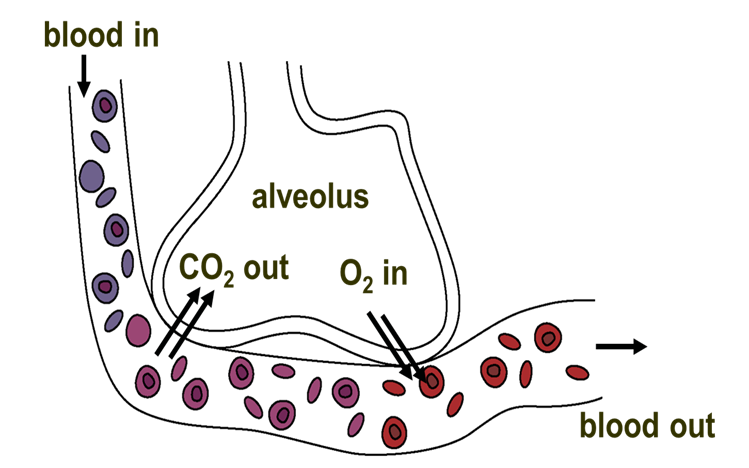 blood in
alveolus
CO₂ out
O₂ in
blood out